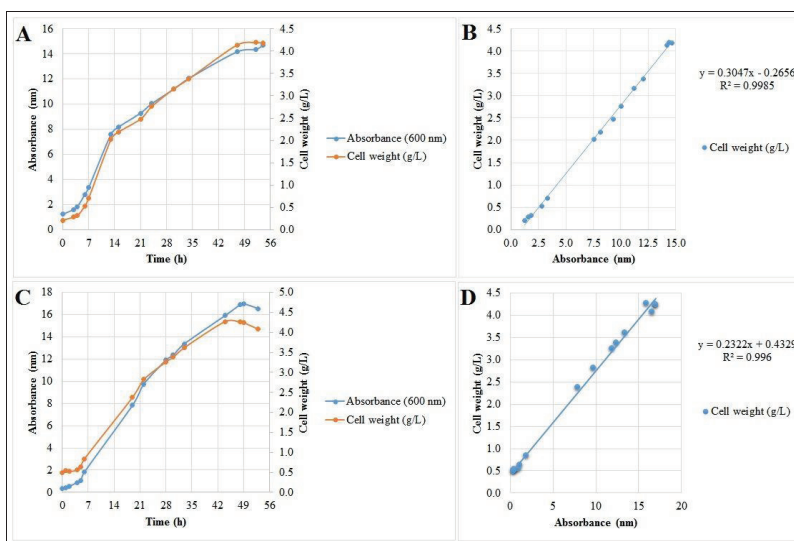 A
16
14
12
10
8
6
4
2
0
Absorbance (nm)
4.5
4.0
3.5
3.0
2.5
2.0
1.5
1.0
0.5
0.0
Cell weight (g/L)
0 7 14 21 28 35 42 49 56
Time (h)
Absorbance (600 nm)
Cell weight (g/L)
B
4.5
4.0
3.5
3.0
2.5
2.0
1.5
1.0
0.5
0.0
Cell weight (g/L)
0.0 2.5 5.0 7.5 10.0 12.5 15.0
Absorbance (nm)
y = 0.3047x - 0.2656
R² = 0.9985
Cell weight (g/L)
C
18
16
14
12
10
8
6
4
2
0
Absorbance (nm)
5.0
4.5
4.0
3.5
3.0
2.5
2.0
1.5
1.0
0.5
0.0
Cell weight (g/L)
0 7 14 21 28 35 42 49 56
Time (h)
Absorbance (600 nm)
Cell weight (g/L)
D
4.5
4.0
3.5
3.0
2.5
2.0
1.5
1.0
0.5
0.0
Cell weight (g/L)
0 5 10 15 20
Absorbance (nm)
y = 0.2322x + 0.4329
R² = 0.996
Cell weight (g/L)